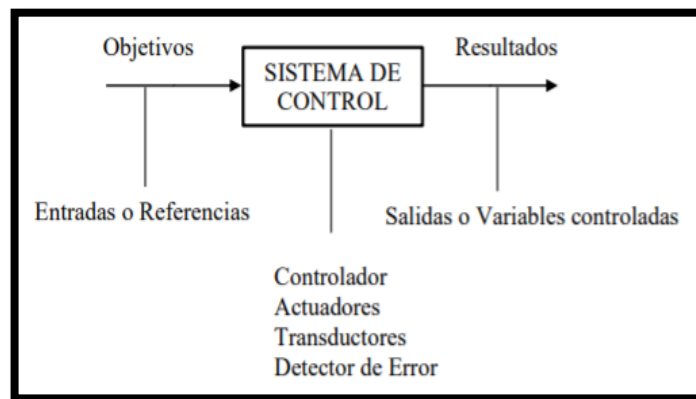 Objetivos
Resultados
SISTEMA DE
CONTROL
Entradas o Referencias
Salidas o Variables controladas
Controlador
Actuadores
Transductores
Detector de Error